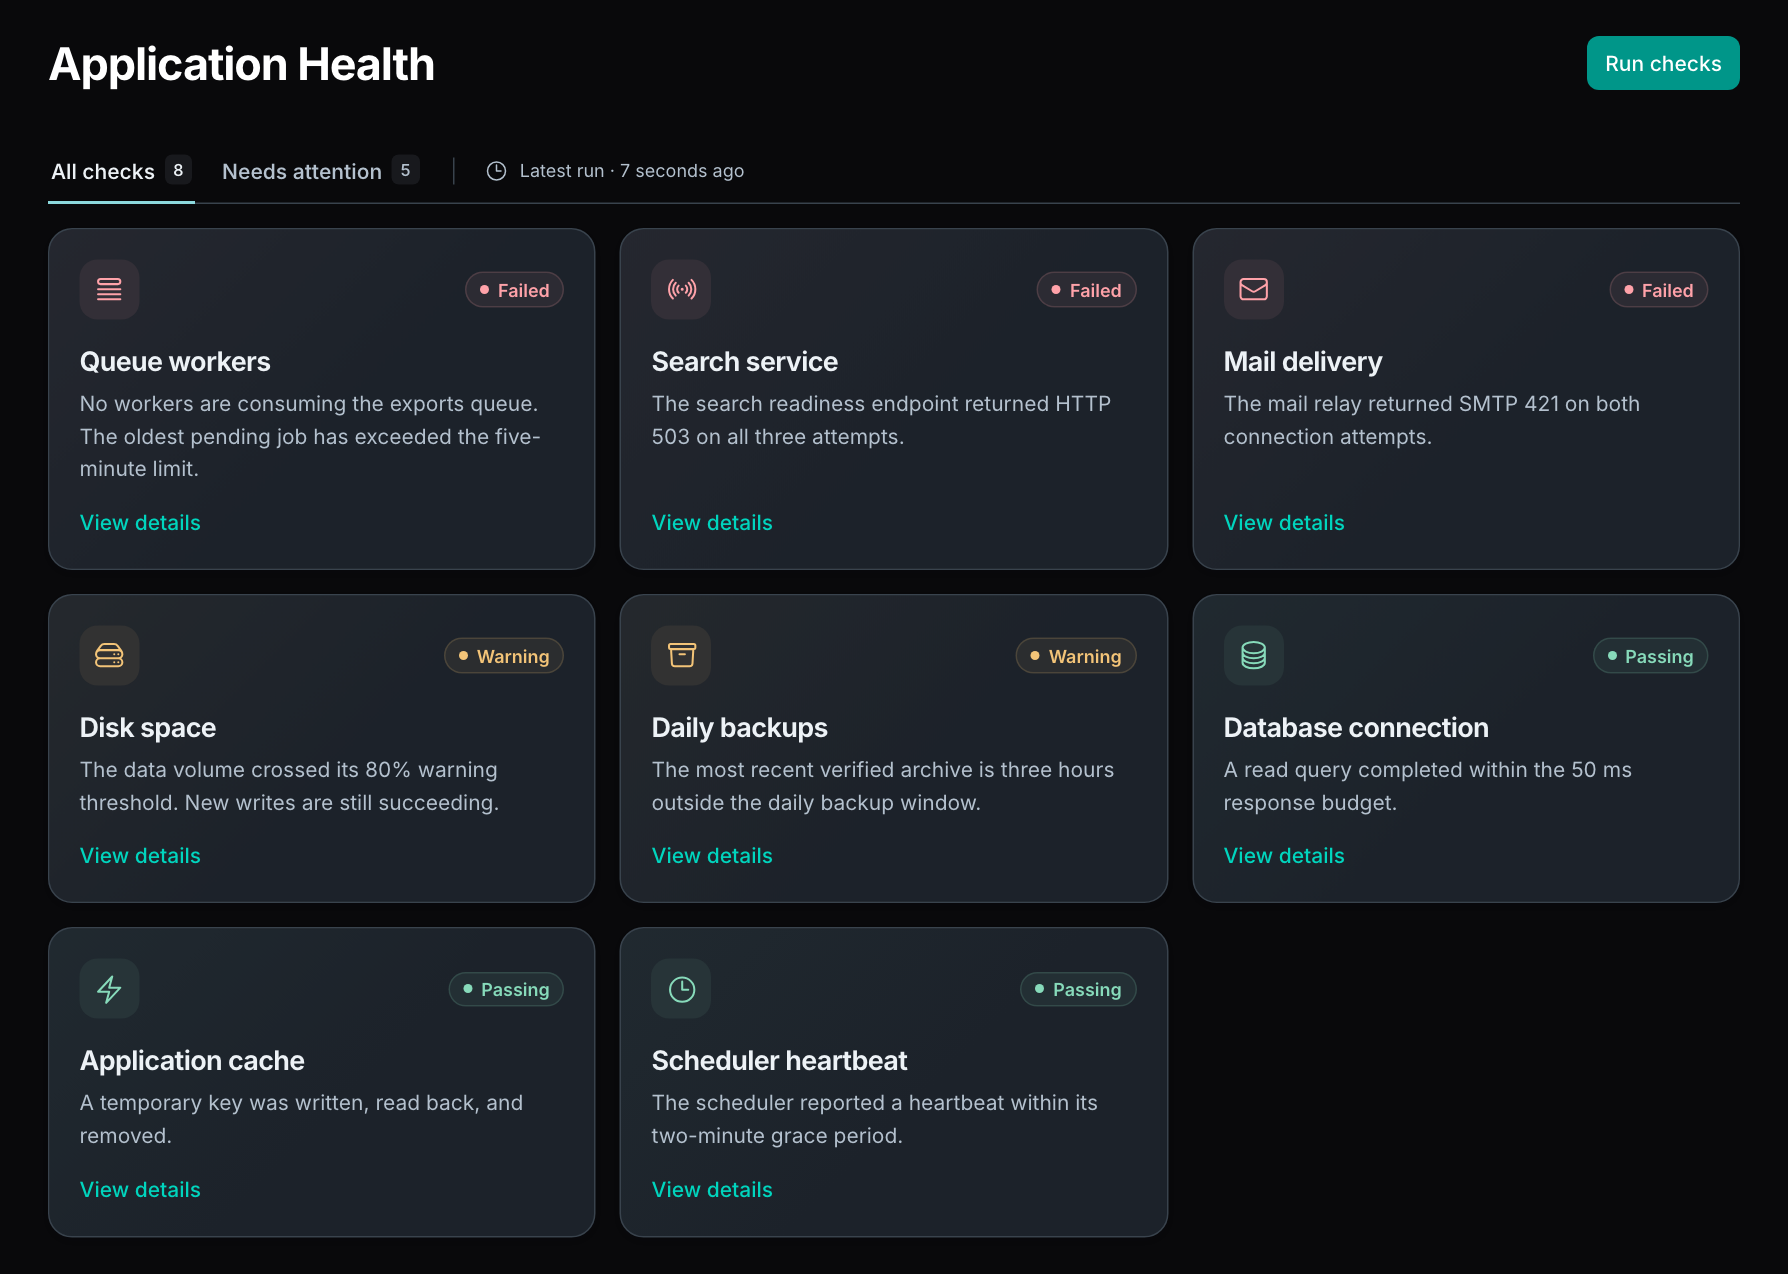 Application Health
Run checks
All checks 8
Needs attention 5
Latest run · 7 seconds ago
Failed
Queue workers
No workers are consuming the exports queue.
The oldest pending job has exceeded the five-
minute limit.
View details
Failed
Search service
The search readiness endpoint returned HTTP
503 on all three attempts.
View details
Failed
Mail delivery
The mail relay returned SMTP 421 on both
connection attempts.
View details
Warning
Disk space
The data volume crossed its 80% warning
threshold. New writes are still succeeding.
View details
Warning
Daily backups
The most recent verified archive is three hours
outside the daily backup window.
View details
Passing
Database connection
A read query completed within the 50 ms
response budget.
View details
Passing
Application cache
A temporary key was written, read back, and
removed.
View details
Passing
Scheduler heartbeat
The scheduler reported a heartbeat within its
two-minute grace period.
View details